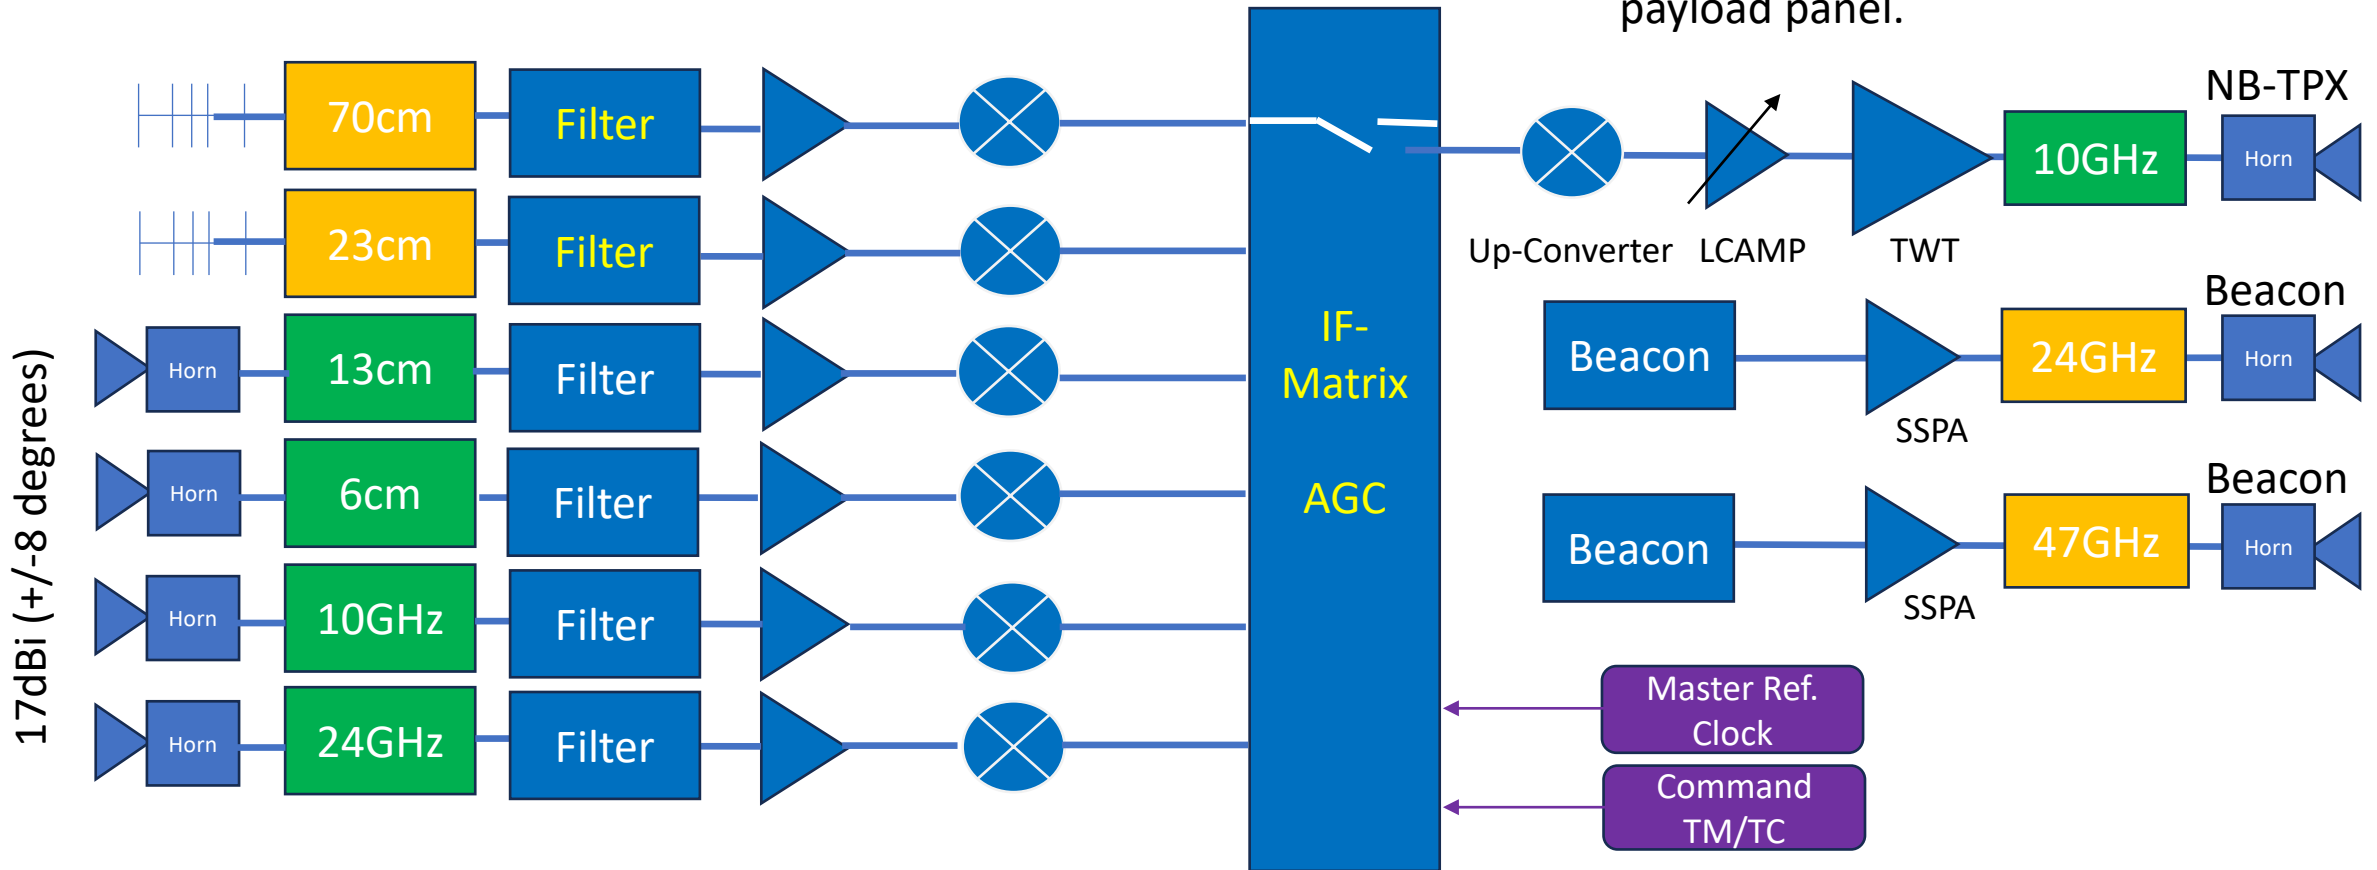 payload panel.
70cm
Filter
23cm
Filter
Horn
13cm
Filter
Horn
6cm
Filter
Horn
10GHz
Filter
Horn
24GHz
Filter
17dBi (+/-8 degrees)
IF-
Matrix
AGC
Up-Converter
LCAMP
TWT
10GHz
NB-TPX
Horn
Beacon
SSPA
24GHz
Beacon
Horn
Beacon
SSPA
47GHz
Beacon
Horn
Master Ref.
Clock
Command
TM/TC